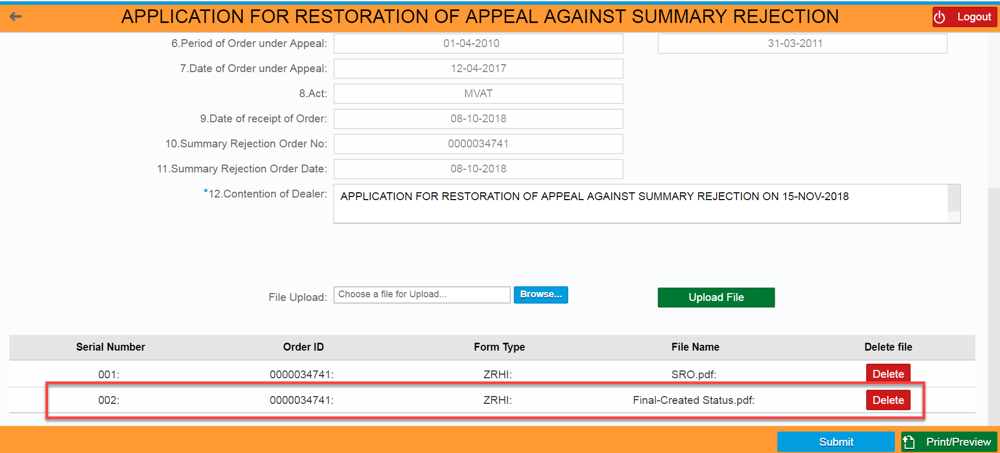 APPLICATION FOR RESTORATION OF APPEAL AGAINST SUMMARY REJECTION
Logout
6.Period of Order under Appeal: 01-04-2010 31-03-2011
7.Date of Order under Appeal: 12-04-2017
8.Act: MVAT
9.Date of receipt of Order: 08-10-2018
10.Summary Rejection Order No: 0000034741
11.Summary Rejection Order Date: 08-10-2018
*12.Contention of Dealer: APPLICATION FOR RESTORATION OF APPEAL AGAINST SUMMARY REJECTION ON 15-NOV-2018
File Upload: Choose a file for Upload... Browse... Upload File
Serial Number Order ID Form Type File Name Delete file
001: 0000034741: ZRHI: SRO.pdf: Delete
002: 0000034741: ZRHI: Final-Created Status.pdf: Delete
Submit Print/Preview